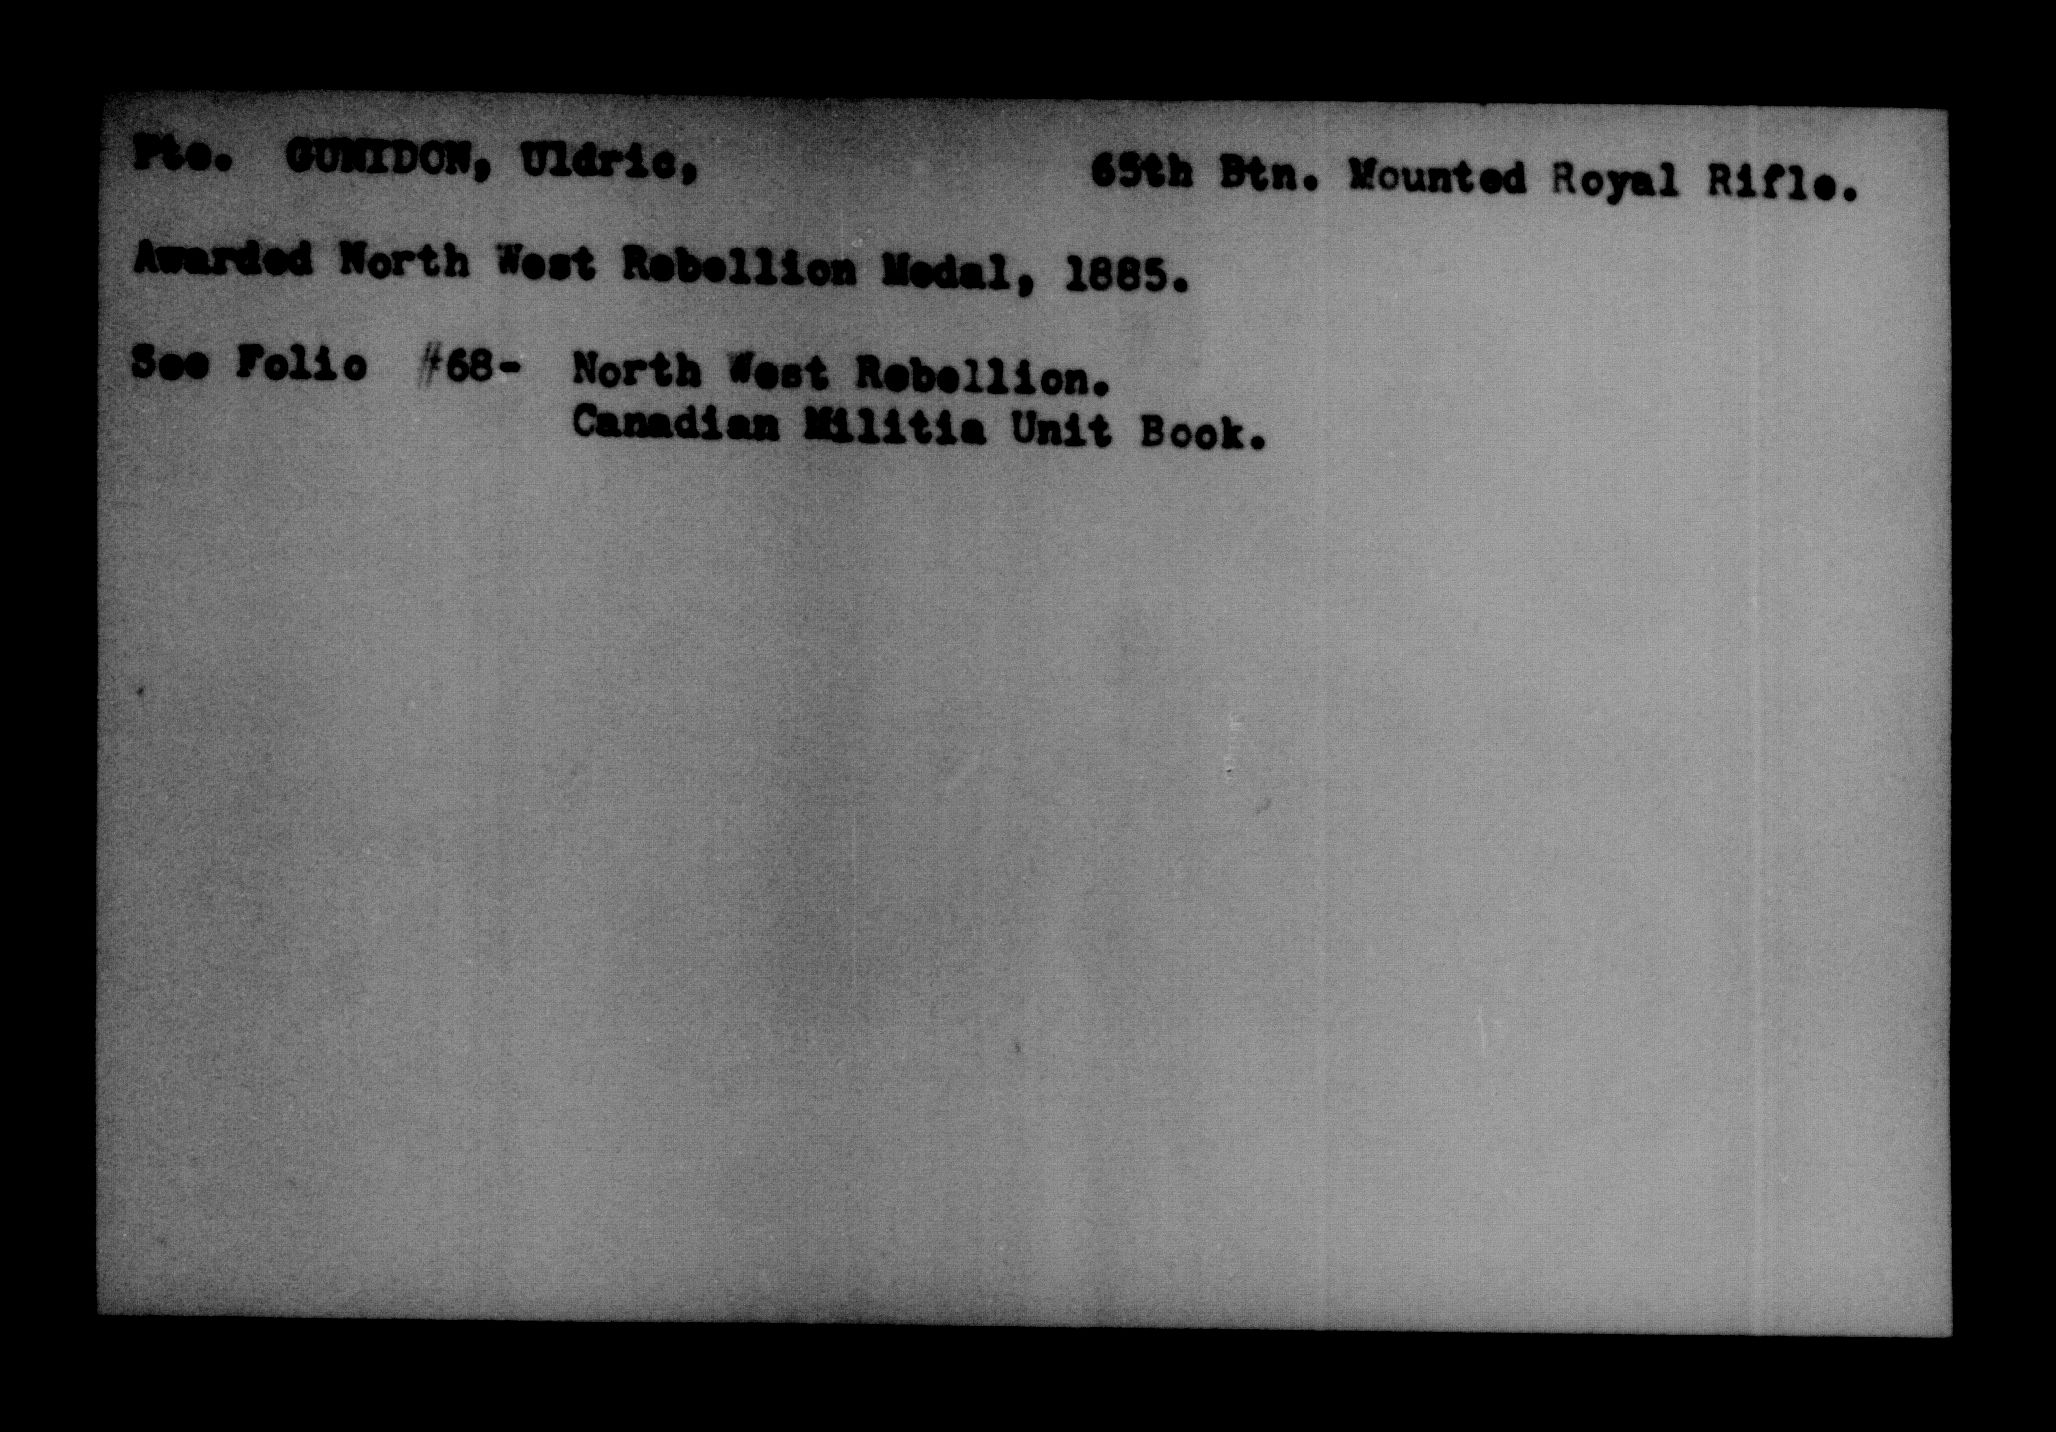 Pte. GUNIDON, Uldric, 65th Btn. Mounted Royal Rifle.
Awarded North West Rebellion Medal, 1885.
See Folio #68- North West Rebellion.
Canadian Militia Unit Book.